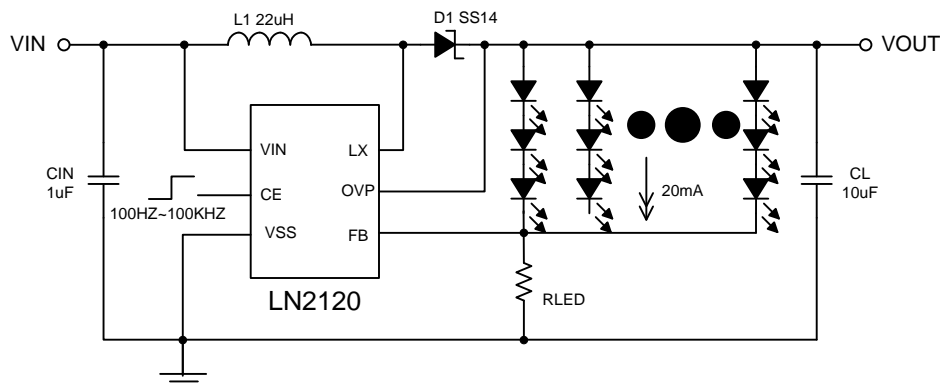 L1 22uH
D1 SS14
VIN
VOUT
VIN
LX
CIN
1uF
CE
OVP
20mA
CL
10uF
100HZ~100KHZ
VSS
FB
LN2120
RLED